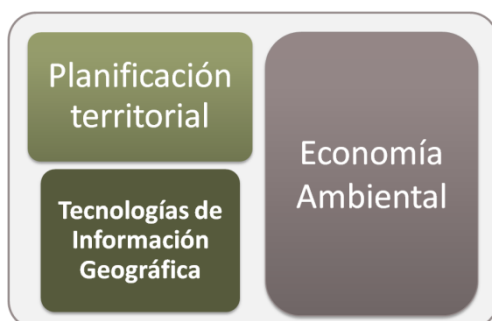 Planificación
territorial
Tecnologías de
Información
Geográfica
Economía
Ambiental